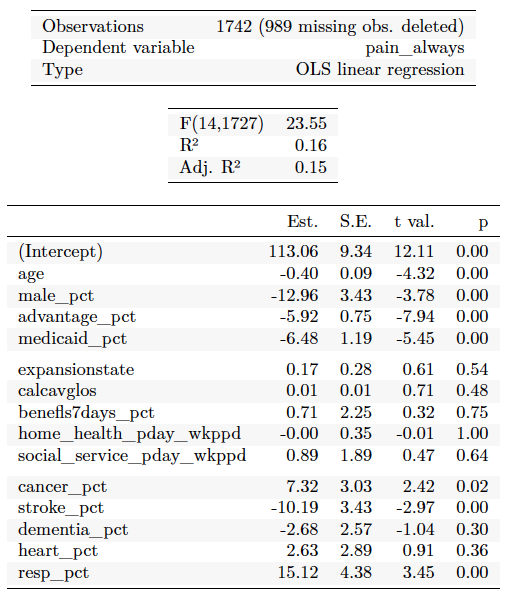 Observations 1742 (989 missing obs. deleted)
Dependent variable pain_always
Type OLS linear regression
F(14,1727) 23.55
R² 0.16
Adj. R² 0.15
Est. S.E. t val. p
(Intercept) 113.06 9.34 12.11 0.00
age -0.40 0.09 -4.32 0.00
male_pct -12.96 3.43 -3.78 0.00
advantage_pct -5.92 0.75 -7.94 0.00
medicaid_pct -6.48 1.19 -5.45 0.00
expansionstate 0.17 0.28 0.61 0.54
calcavglos 0.01 0.01 0.71 0.48
benefls7days_pct 0.71 2.25 0.32 0.75
home_health_pday_wkppd -0.00 0.35 -0.01 1.00
social_service_pday_wkppd 0.89 1.89 0.47 0.64
cancer_pct 7.32 3.03 2.42 0.02
stroke_pct -10.19 3.43 -2.97 0.00
dementia_pct -2.68 2.57 -1.04 0.30
heart_pct 2.63 2.89 0.91 0.36
resp_pct 15.12 4.38 3.45 0.00